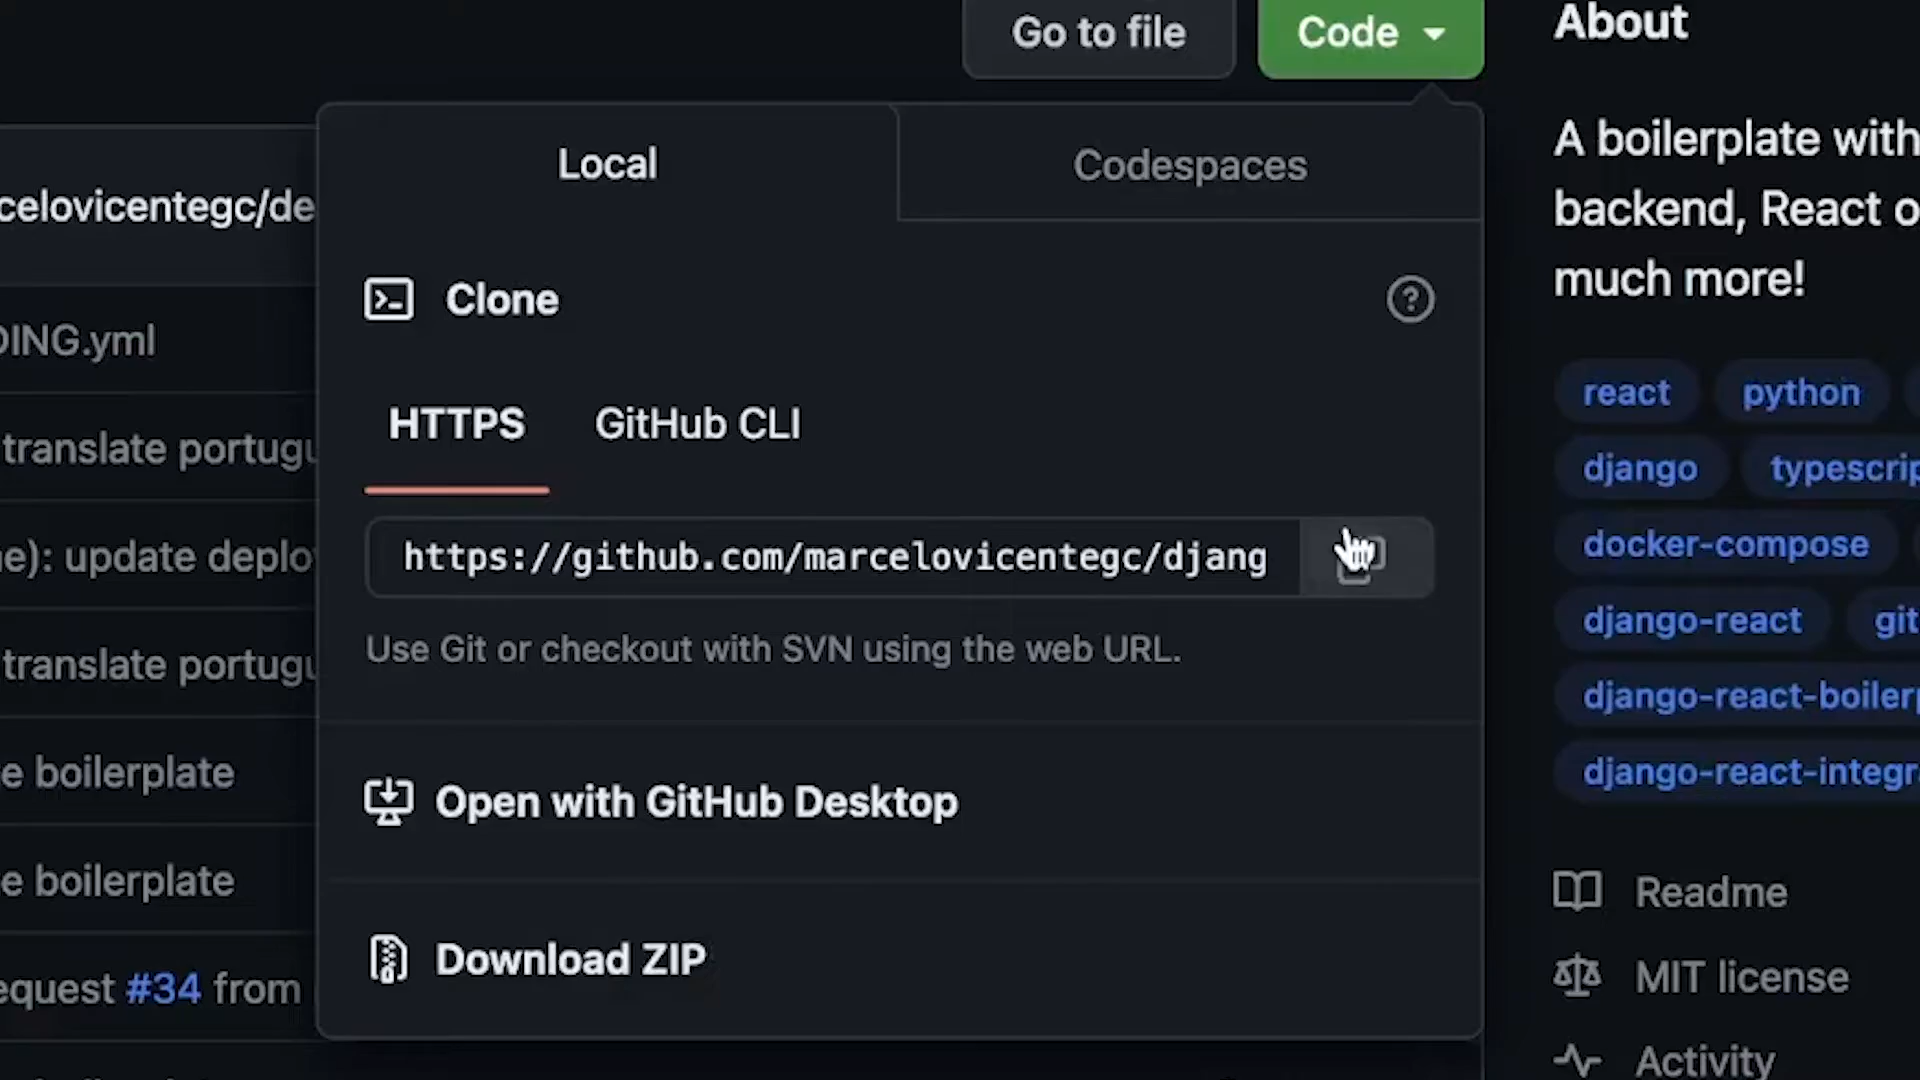 Go to file
Code
About
Local
Codespaces
A boilerplate with
backend, React o
much more!
celovicentegc/de
Clone
DING.yml
HTTPS
GitHub CLI
react
python
translate portugu
django
typescrip
https://github.com/marcelovicentegc/djang
docker-compose
e): update deplo
Use Git or checkout with SVN using the web URL.
django-react
git
translate portugu
django-react-boilerp
e boilerplate
Open with GitHub Desktop
django-react-integr
e boilerplate
Readme
Download ZIP
MIT license
equest #34 from
Activity